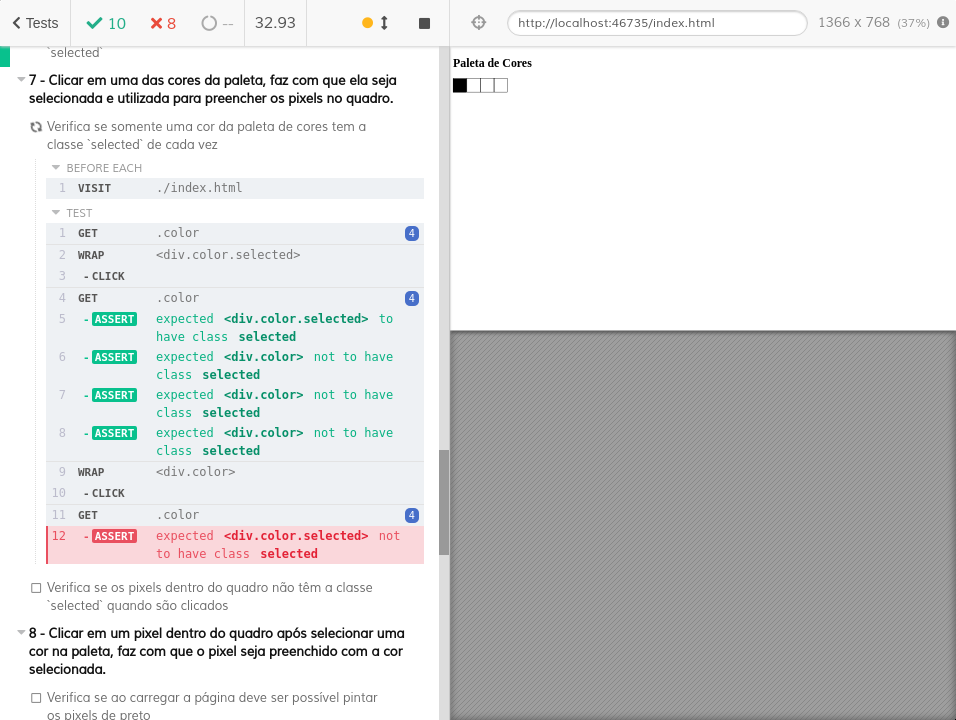 Tests 10 8 -- 32.93 http://localhost:46735/index.html 1366 x 768 (37%)
`selected`
7 - Clicar em uma das cores da paleta, faz com que ela seja
selecionada e utilizada para preencher os pixels no quadro.
Verifica se somente uma cor da paleta de cores tem a
classe `selected` de cada vez
BEFORE EACH
1 VISIT ./index.html
TEST
1 GET .color 4
2 WRAP <div.color.selected>
3 - CLICK
4 GET .color 4
5 - ASSERT expected <div.color.selected> to
have class selected
6 - ASSERT expected <div.color> not to have
class selected
7 - ASSERT expected <div.color> not to have
class selected
8 - ASSERT expected <div.color> not to have
class selected
9 WRAP <div.color>
10 - CLICK
11 GET .color 4
12 - ASSERT expected <div.color.selected> not
to have class selected
Verifica se os pixels dentro do quadro não têm a classe
`selected` quando são clicados
8 - Clicar em um pixel dentro do quadro após selecionar uma
cor na paleta, faz com que o pixel seja preenchido com a cor
selecionada.
Verifica se ao carregar a página deve ser possível pintar
os pixels de preto
Paleta de Cores